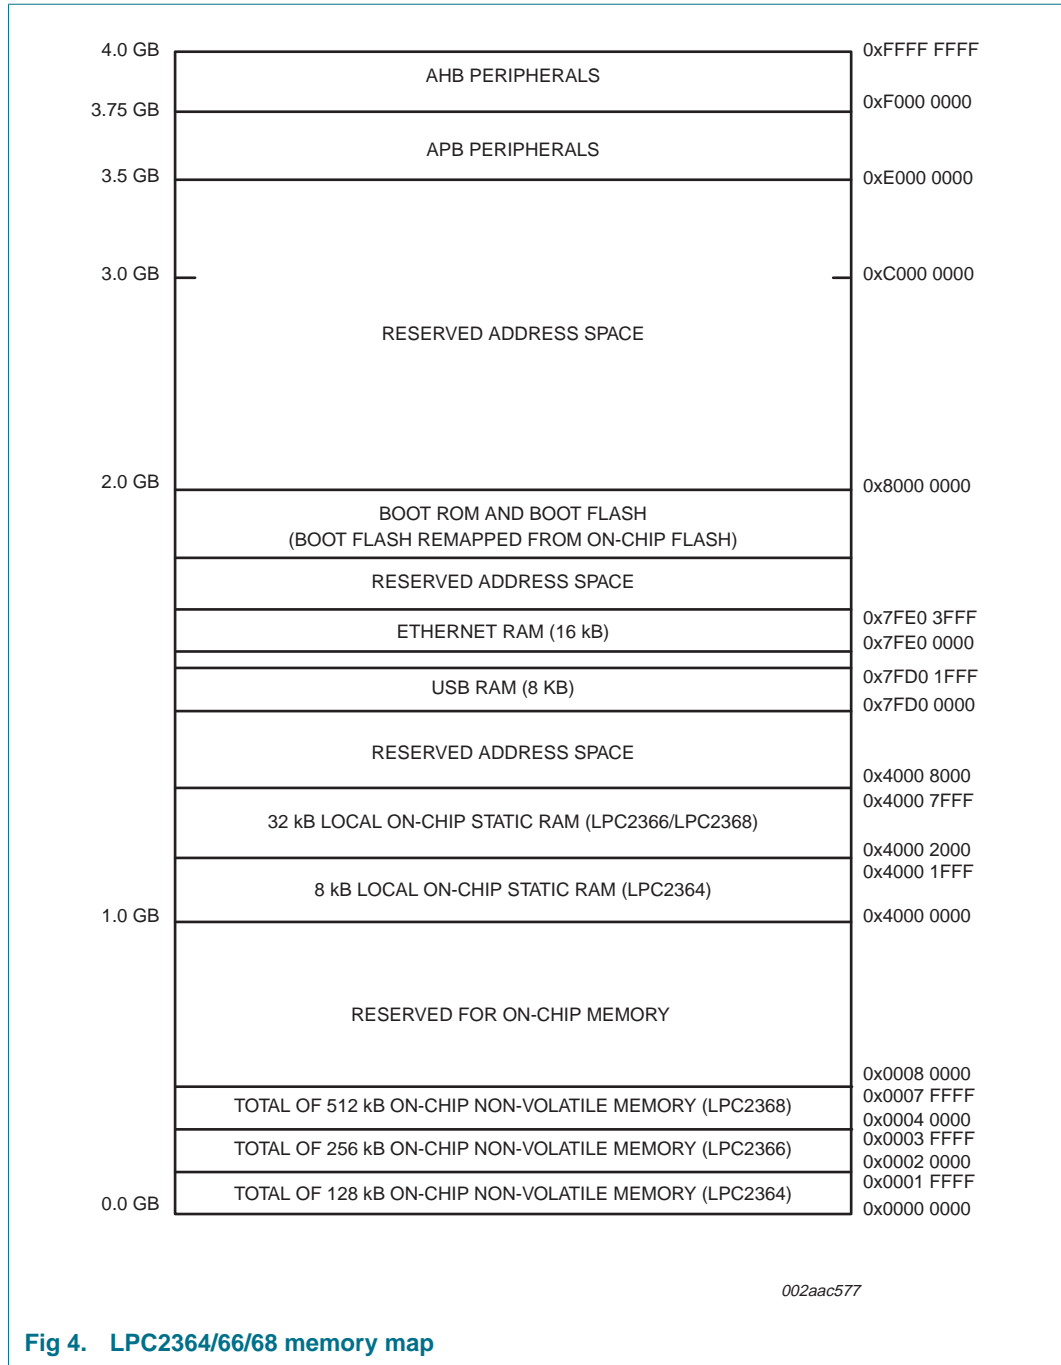 4.0 GB
0xFFFF FFFF
AHB PERIPHERALS
3.75 GB
0xF000 0000
APB PERIPHERALS
3.5 GB
0xE000 0000
3.0 GB
0xC000 0000
RESERVED ADDRESS SPACE
2.0 GB
0x8000 0000
BOOT ROM AND BOOT FLASH
(BOOT FLASH REMAPPED FROM ON-CHIP FLASH)
RESERVED ADDRESS SPACE
0x7FE0 3FFF
ETHERNET RAM (16 kB)
0x7FE0 0000
0x7FD0 1FFF
USB RAM (8 KB)
0x7FD0 0000
RESERVED ADDRESS SPACE
0x4000 8000
0x4000 7FFF
32 kB LOCAL ON-CHIP STATIC RAM (LPC2366/LPC2368)
0x4000 2000
0x4000 1FFF
8 kB LOCAL ON-CHIP STATIC RAM (LPC2364)
1.0 GB
0x4000 0000
RESERVED FOR ON-CHIP MEMORY
0x0008 0000
0x0007 FFFF
TOTAL OF 512 kB ON-CHIP NON-VOLATILE MEMORY (LPC2368)
0x0004 0000
0x0003 FFFF
TOTAL OF 256 kB ON-CHIP NON-VOLATILE MEMORY (LPC2366)
0x0002 0000
0x0001 FFFF
TOTAL OF 128 kB ON-CHIP NON-VOLATILE MEMORY (LPC2364)
0.0 GB
0x0000 0000
002aac577
Fig 4. LPC2364/66/68 memory map